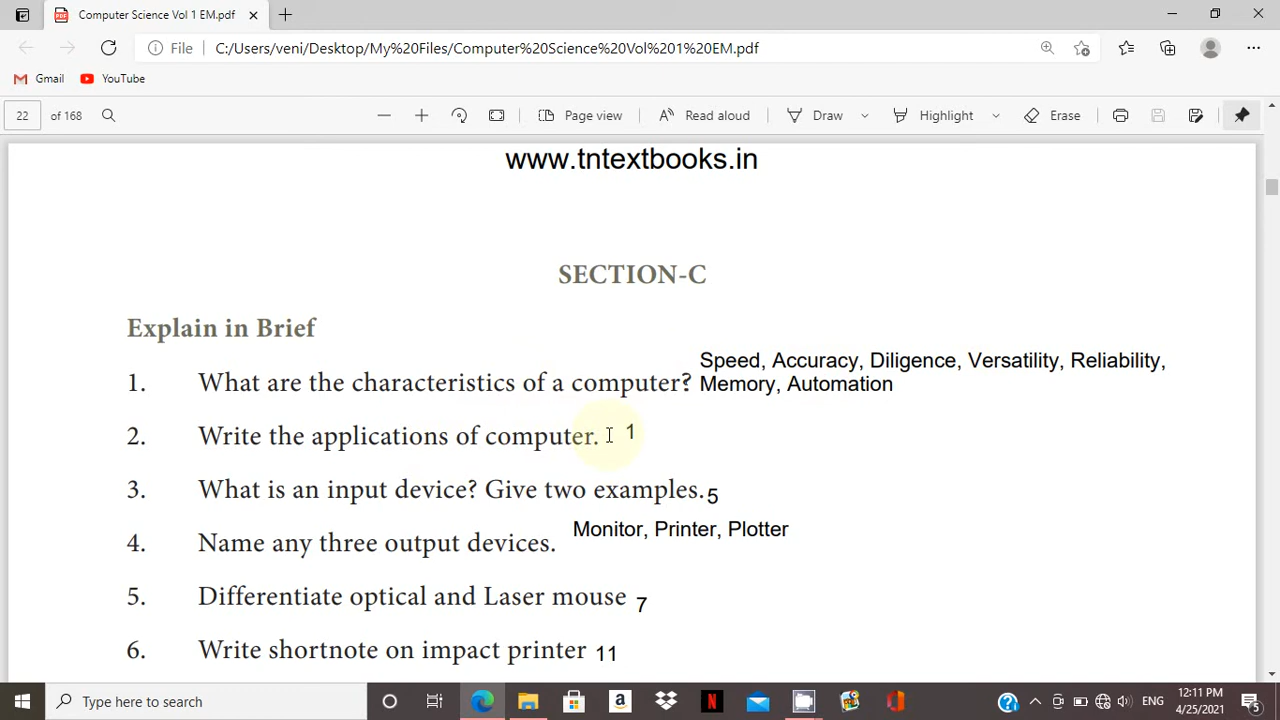 Computer Science Vol 1 EM.pdf
File C:/Users/veni/Desktop/My%20Files/Computer%20Science%20Vol%201%20EM.pdf
Gmail YouTube
22 of 168 Page view Read aloud Draw Highlight Erase
www.tntextbooks.in
SECTION-C
Explain in Brief
1. What are the characteristics of a computer? Speed, Accuracy, Diligence, Versatility, Reliability,
Memory, Automation
2. Write the applications of computer. 1
3. What is an input device? Give two examples. 5
4. Name any three output devices. Monitor, Printer, Plotter
5. Differentiate optical and Laser mouse 7
6. Write shortnote on impact printer 11
Type here to search ENG 12:11 PM
4/25/2021 5